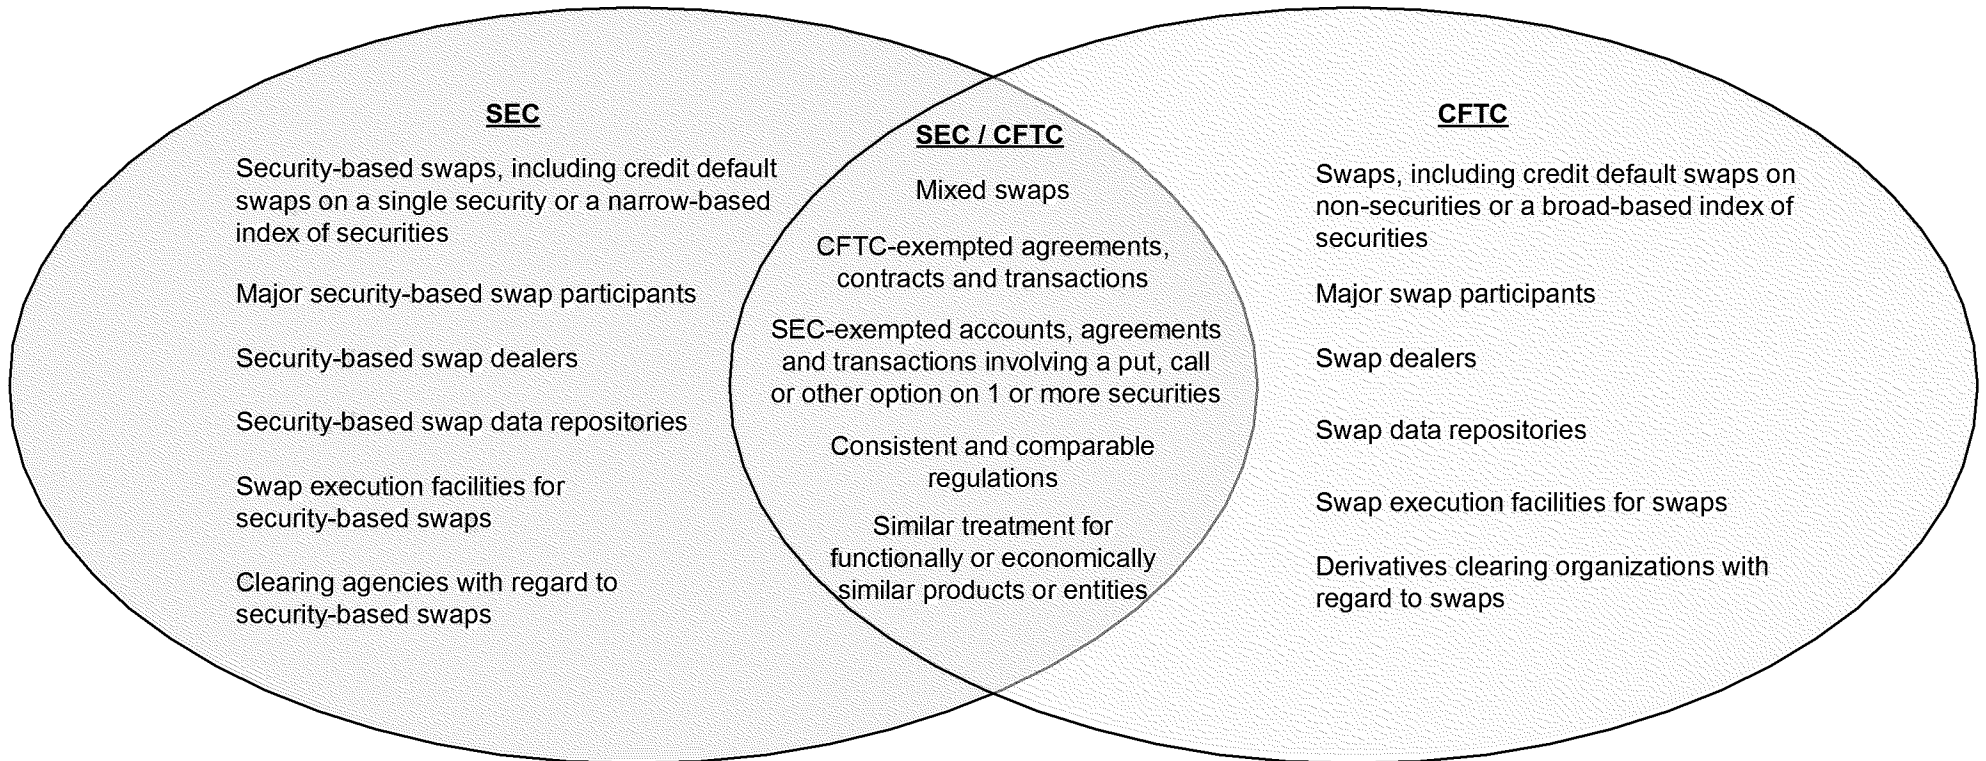 SEC
Security-based swaps, including credit default
swaps on a single security or a narrow-based
index of securities
Major security-based swap participants
Security-based swap dealers
Security-based swap data repositories
Swap execution facilities for
security-based swaps
Clearing agencies with regard to
security-based swaps
SEC / CFTC
Mixed swaps
CFTC-exempted agreements,
contracts and transactions
SEC-exempted accounts, agreements
and transactions involving a put, call
or other option on 1 or more securities
Consistent and comparable
regulations
Similar treatment for
functionally or economically
similar products or entities
CFTC
Swaps, including credit default swaps on
non-securities or a broad-based index of
securities
Major swap participants
Swap dealers
Swap data repositories
Swap execution facilities for swaps
Derivatives clearing organizations with
regard to swaps